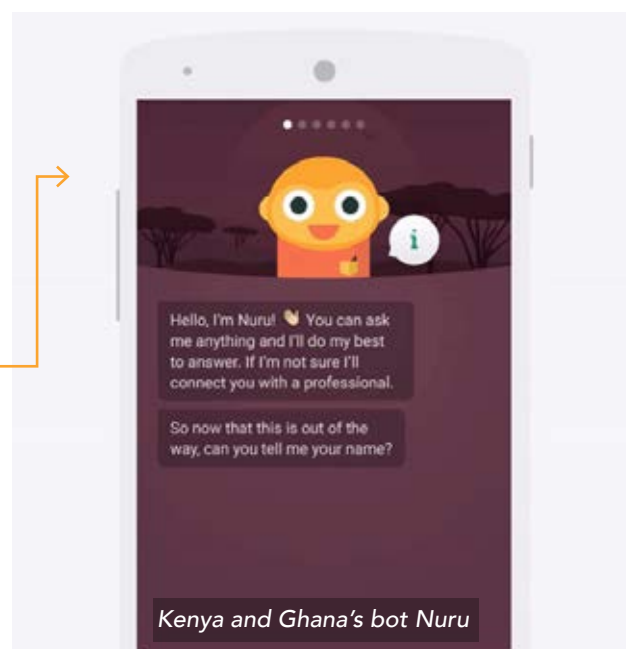 i
Hello, I'm Nuru! 👋🏼 You can ask
me anything and I'll do my best
to answer. If I'm not sure I'll
connect you with a professional.
So now that this is out of the
way, can you tell me your name?
Kenya and Ghana's bot Nuru